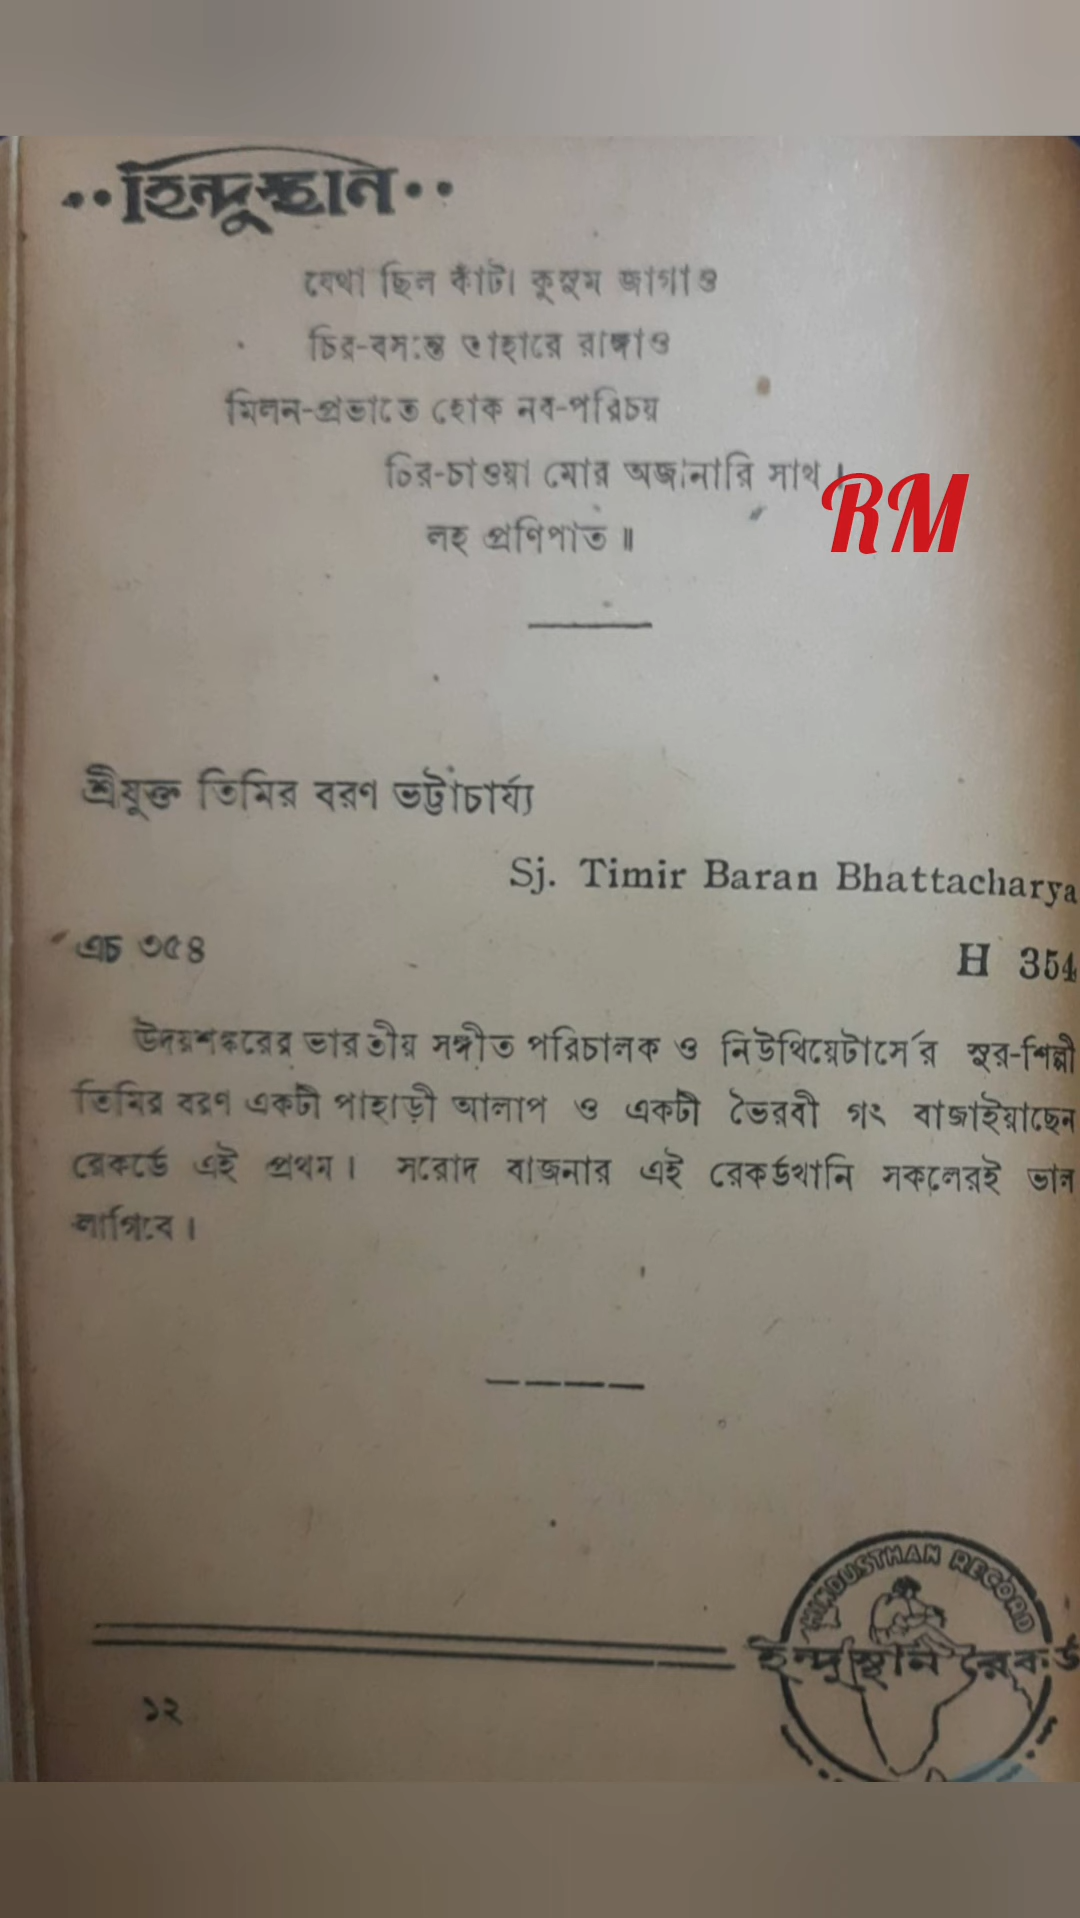 ••হিন্দুস্থান••
যেথা ছিল কাঁটা কুসুম জাগাও
চির-বসন্ত তাহারে রাঙ্গাও
মিলন-প্রভাতে হোক নব-পরিচয়
চির-চাওয়া মোর অজানারি সাথ।
লহ প্রণিপাত॥
RM
শ্রীযুক্ত তিমির বরণ ভট্টাচার্য্য
Sj. Timir Baran Bhattacharya
এচ ৩৫৪
H 354
উদয়শঙ্করের ভারতীয় সঙ্গীত পরিচালক ও নিউথিয়েটার্সের সুর-শিল্পী
তিমির বরণ একটী পাহাড়ী আলাপ ও একটী ভৈরবী গৎ বাজাইয়াছেন
রেকর্ডে এই প্রথম। সরোদ বাজনার এই রেকর্ডখানি সকলেরই ভাল
লাগিবে।
HINDUSTHAN RECORD
হিন্দুস্থান রেকর্ড
১২